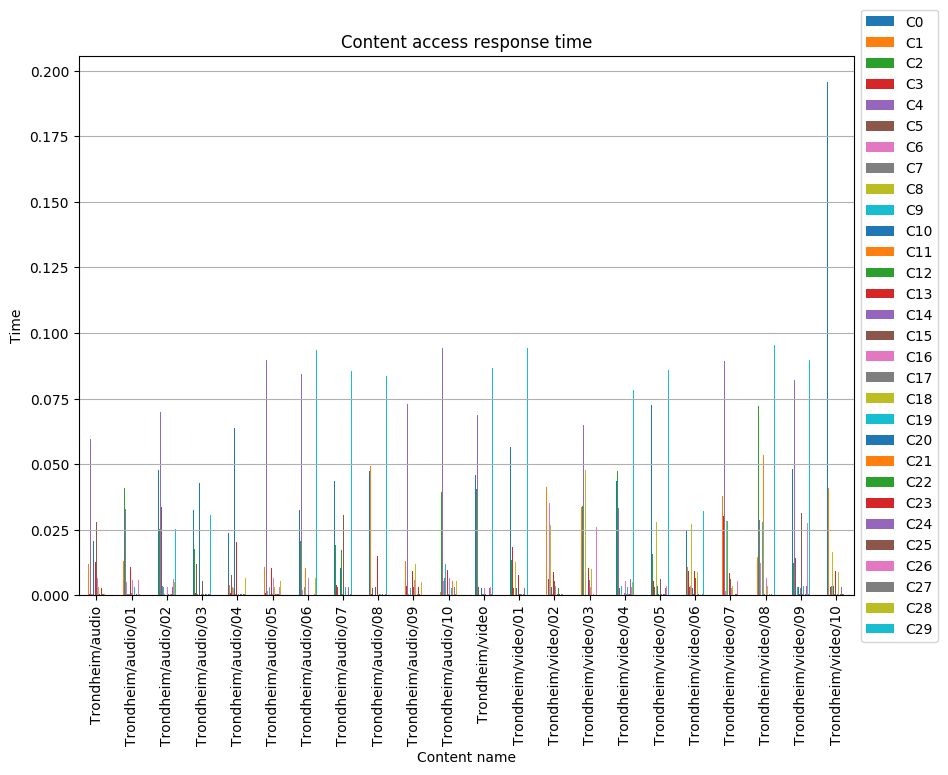 Content access response time
Time
0.200
0.175
0.150
0.125
0.100
0.075
0.050
0.025
0.000
Trondheim/audio
Trondheim/audio/01
Trondheim/audio/02
Trondheim/audio/03
Trondheim/audio/04
Trondheim/audio/05
Trondheim/audio/06
Trondheim/audio/07
Trondheim/audio/08
Trondheim/audio/09
Trondheim/audio/10
Trondheim/video
Trondheim/video/01
Trondheim/video/02
Trondheim/video/03
Trondheim/video/04
Trondheim/video/05
Trondheim/video/06
Trondheim/video/07
Trondheim/video/08
Trondheim/video/09
Trondheim/video/10
Content name
C0
C1
C2
C3
C4
C5
C6
C7
C8
C9
C10
C11
C12
C13
C14
C15
C16
C17
C18
C19
C20
C21
C22
C23
C24
C25
C26
C27
C28
C29